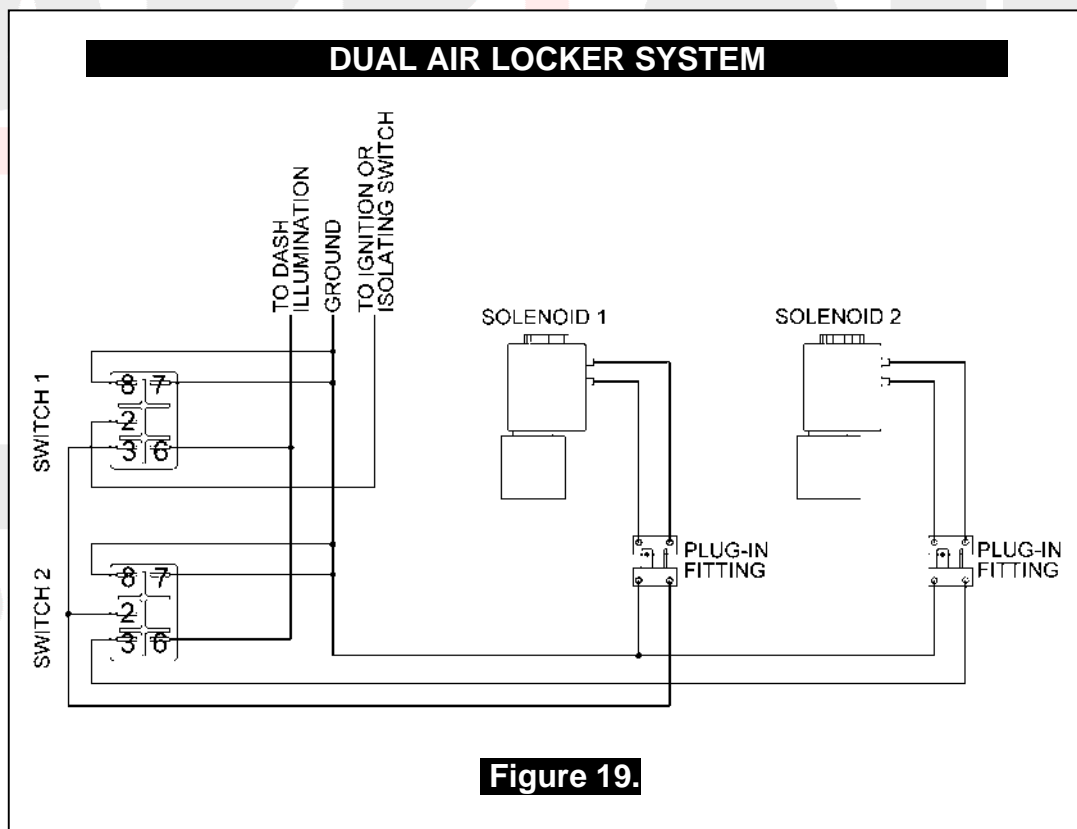 DUAL AIR LOCKER SYSTEM
TO DASH
ILLUMINATION
GROUND
TO IGNITION OR
ISOLATING SWITCH
SOLENOID 1
SOLENOID 2
SWITCH 1
8 7
2
3 6
SWITCH 2
8 7
2
3 6
PLUG-IN
FITTING
PLUG-IN
FITTING
Figure 19.